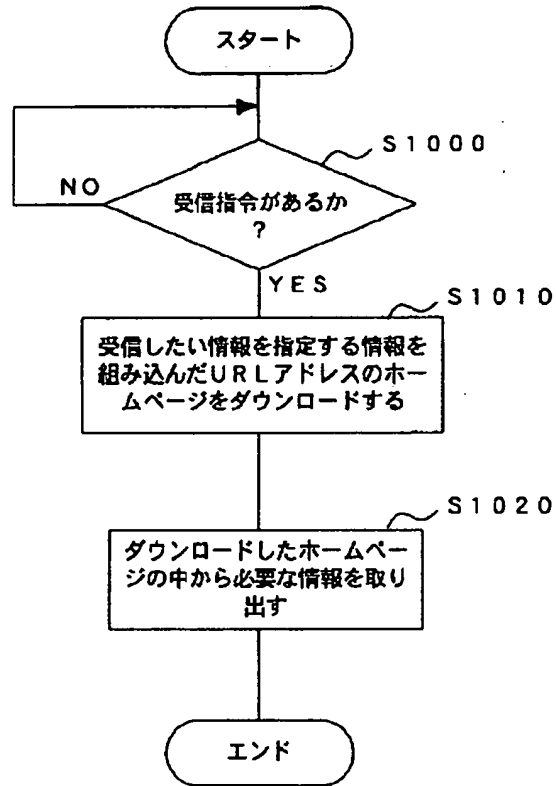 スタート
S1000
NO
受信指令があるか
?
YES
S1010
受信したい情報を指定する情報を
組み込んだURLアドレスのホー
ムページをダウンロードする
S1020
ダウンロードしたホームペー
ジの中から必要な情報を取り
出す
エンド